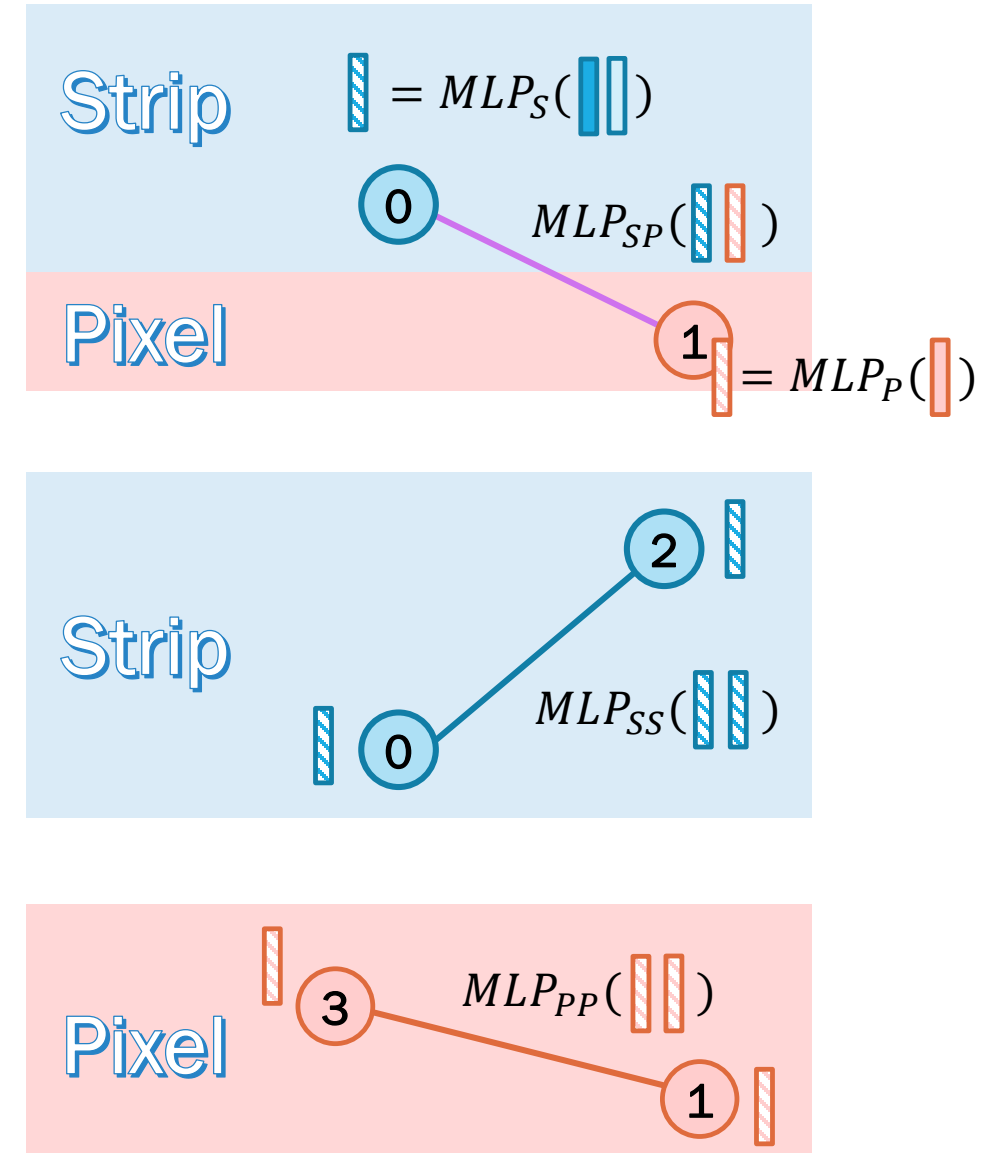 Strip
= MLP_S( )
0
MLP_SP( )
Pixel
1
= MLP_P( )
2
Strip
MLP_SS( )
0
MLP_PP( )
3
Pixel
1